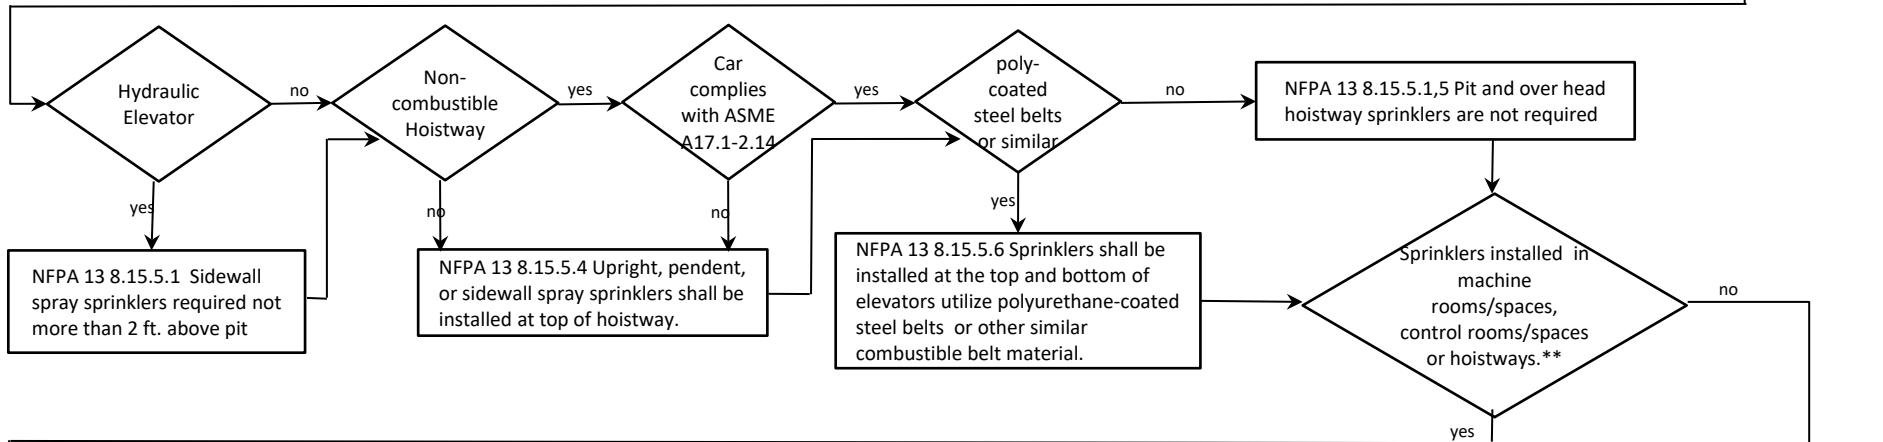 Hydraulic
Elevator
no
yes
NFPA 13 8.15.5.1 Sidewall
spray sprinklers required not
more than 2 ft. above pit
Non-
combustible
Hoistway
yes
no
Car
complies
with ASME
A17.1-2.14
yes
no
NFPA 13 8.15.5.4 Upright, pendent,
or sidewall spray sprinklers shall be
installed at top of hoistway.
poly-
coated
steel belts
or similar
no
yes
NFPA 13 8.15.5.6 Sprinklers shall be
installed at the top and bottom of
elevators utilize polyurethane-coated
steel belts or other similar
combustible belt material.
NFPA 13 8.15.5.1,5 Pit and over head
hoistway sprinklers are not required
Sprinklers installed in
machine
rooms/spaces,
control rooms/spaces
or hoistways.**
no
yes